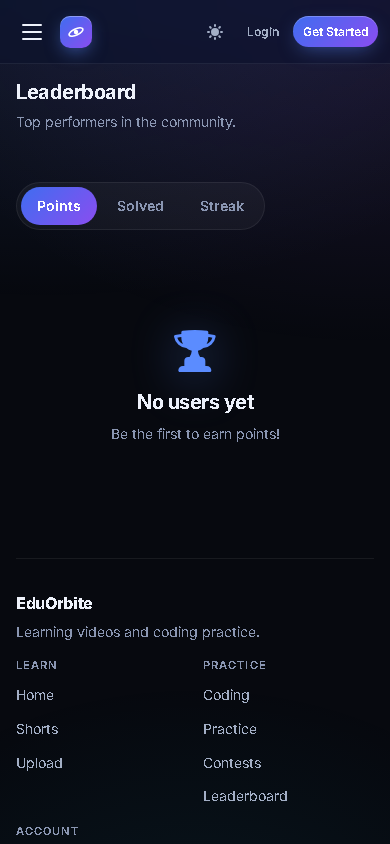 Login
Get Started
Leaderboard
Top performers in the community.
Points
Solved
Streak
No users yet
Be the first to earn points!
EduOrbite
Learning videos and coding practice.
LEARN
PRACTICE
Home
Coding
Shorts
Practice
Upload
Contests
Leaderboard
ACCOUNT